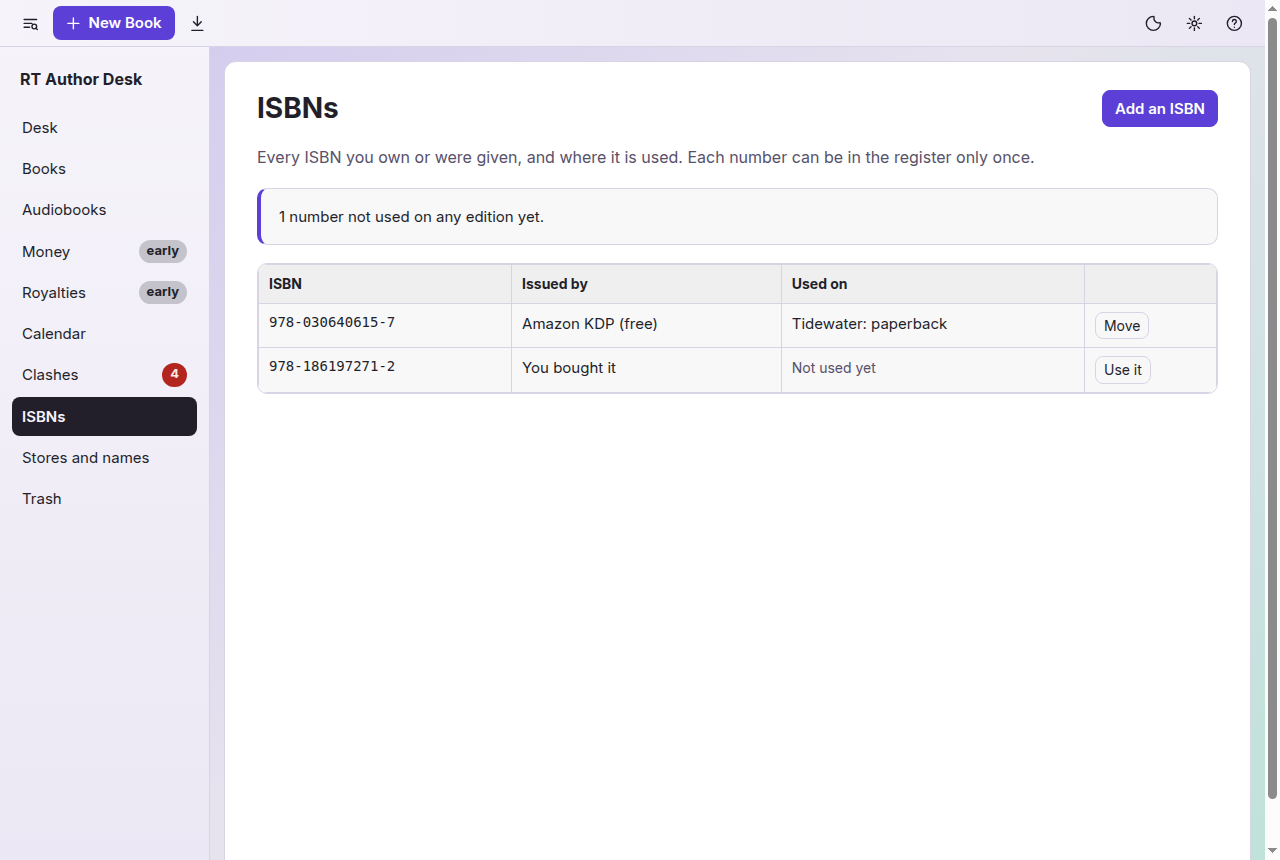 New Book
RT Author Desk
Desk
Books
Audiobooks
Money early
Royalties early
Calendar
Clashes 4
ISBNs
Stores and names
Trash
ISBNs
Add an ISBN
Every ISBN you own or were given, and where it is used. Each number can be in the register only once.
1 number not used on any edition yet.
ISBN Issued by Used on
978-030640615-7 Amazon KDP (free) Tidewater: paperback Move
978-186197271-2 You bought it Not used yet Use it